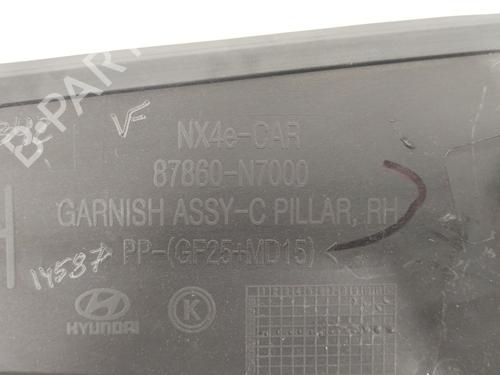 B-PARTS
VF
NX4e-CAR
87860-N7000
GARNISH ASSY-C PILLAR, RH
PP-(GF25+MD15)
14587
HYUNDAI
K